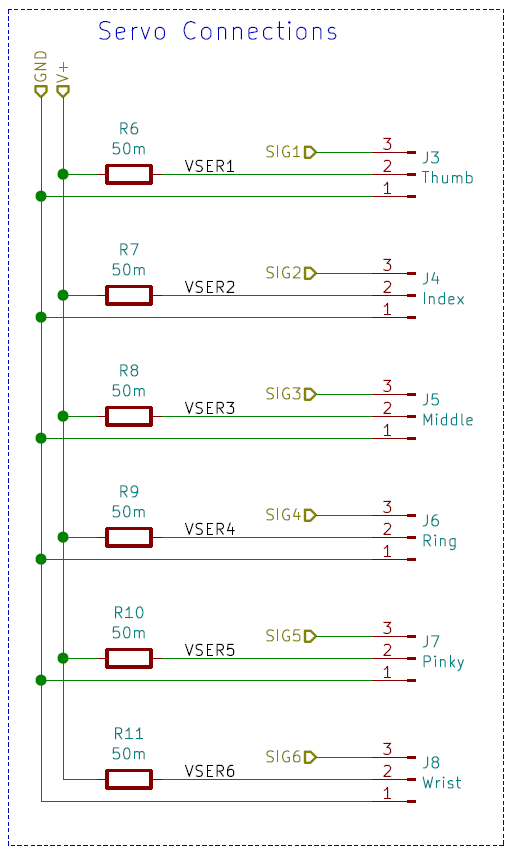 Servo Connections
GND
V+
R6
50m
VSER1
SIG1
3
2
1
J3
Thumb
R7
50m
VSER2
SIG2
3
2
1
J4
Index
R8
50m
VSER3
SIG3
3
2
1
J5
Middle
R9
50m
VSER4
SIG4
3
2
1
J6
Ring
R10
50m
VSER5
SIG5
3
2
1
J7
Pinky
R11
50m
VSER6
SIG6
3
2
1
J8
Wrist